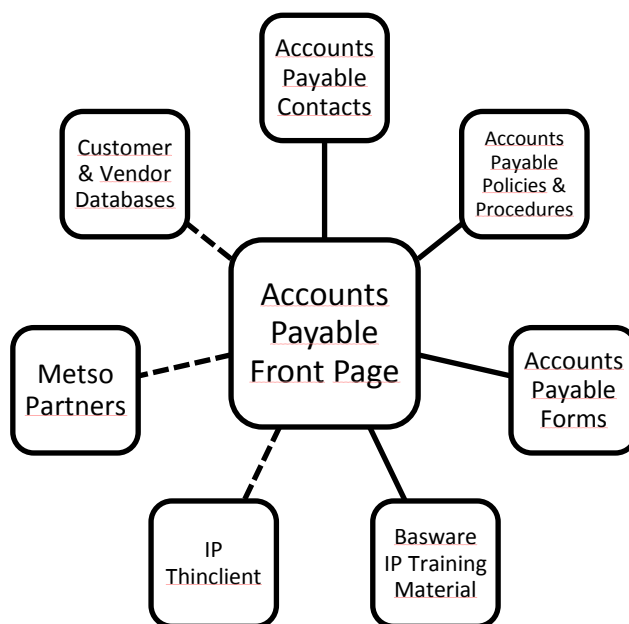 Accounts
Payable
Contacts
Customer
& Vendor
Databases
Accounts
Payable
Policies &
Procedures
Accounts
Payable
Front Page
Metso
Partners
Accounts
Payable
Forms
IP
Thinclient
Basware
IP Training
Material